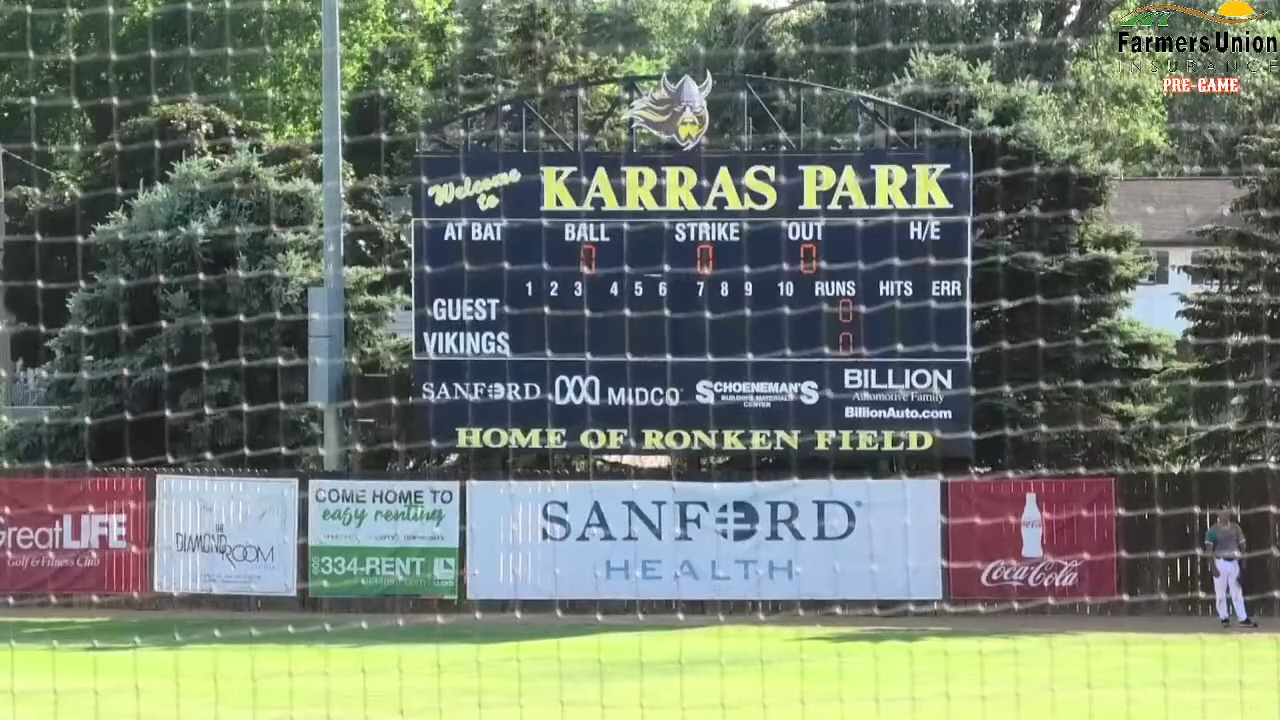 Farmers Union
INSURANCE
PRE-GAME
Welcome
to
KARRAS PARK
AT BAT BALL STRIKE OUT H/E
0 0 0
1 2 3 4 5 6 7 8 9 10 RUNS HITS ERR
GUEST 0
VIKINGS 0
SANFORD MIDCO SCHOENEMAN'S BILLION
BUILDING MATERIALS Automotive Family
CENTER BillionAuto.com
HOME OF RONKEN FIELD
GreatLIFE
Golf & Fitness Club
THE
DIAMOND
ROOM
COME HOME TO
easy renting
605 334-RENT
SANFORD
HEALTH
Coca-Cola